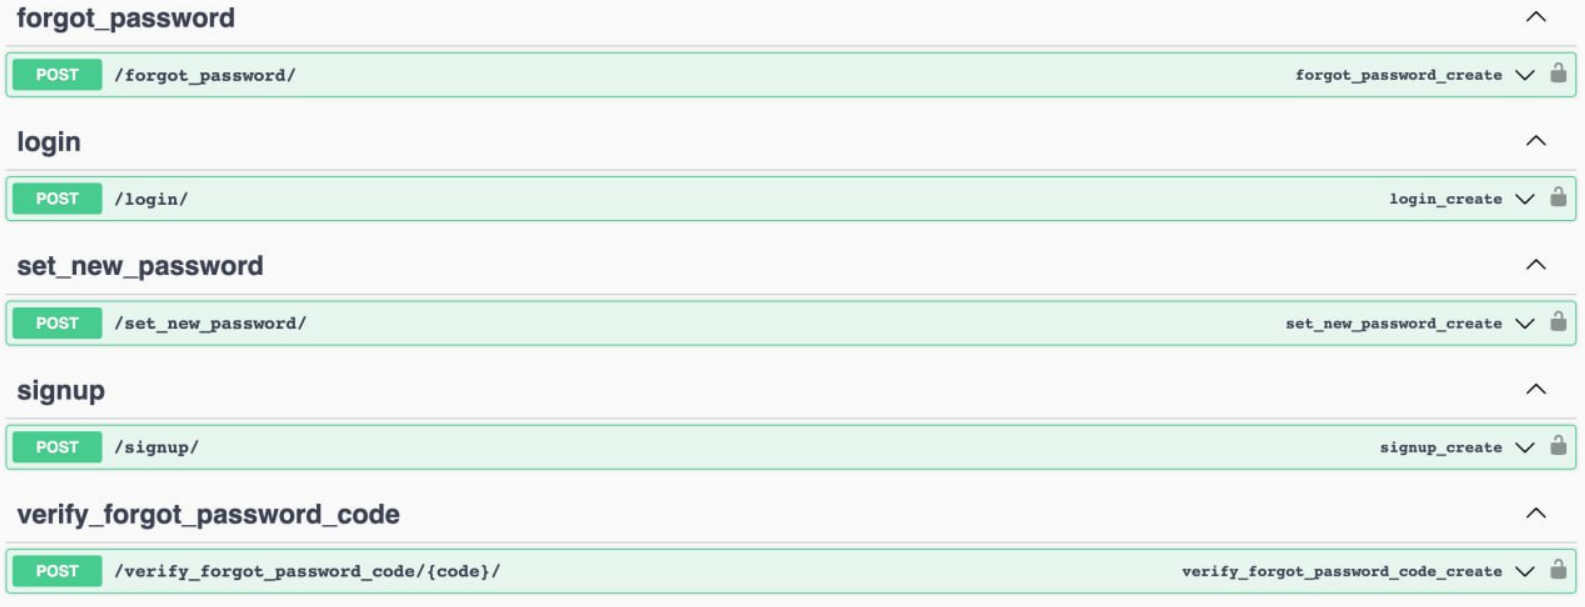 forgot_password
POST /forgot_password/ forgot_password_create
login
POST /login/ login_create
set_new_password
POST /set_new_password/ set_new_password_create
signup
POST /signup/ signup_create
verify_forgot_password_code
POST /verify_forgot_password_code/{code}/ verify_forgot_password_code_create